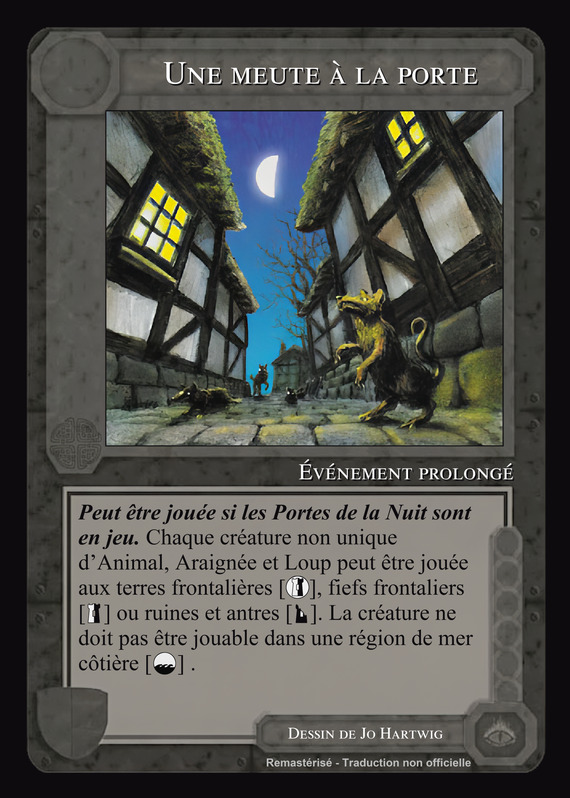 Une meute à la porte
Événement prolongé
Peut être jouée si les Portes de la Nuit sont
en jeu. Chaque créature non unique
d'Animal, Araignée et Loup peut être jouée
aux terres frontalières [ ], fiefs frontaliers
[ ] ou ruines et antres [ ]. La créature ne
doit pas être jouable dans une région de mer
côtière [ ] .
Dessin de Jo Hartwig
Remastérisé - Traduction non officielle